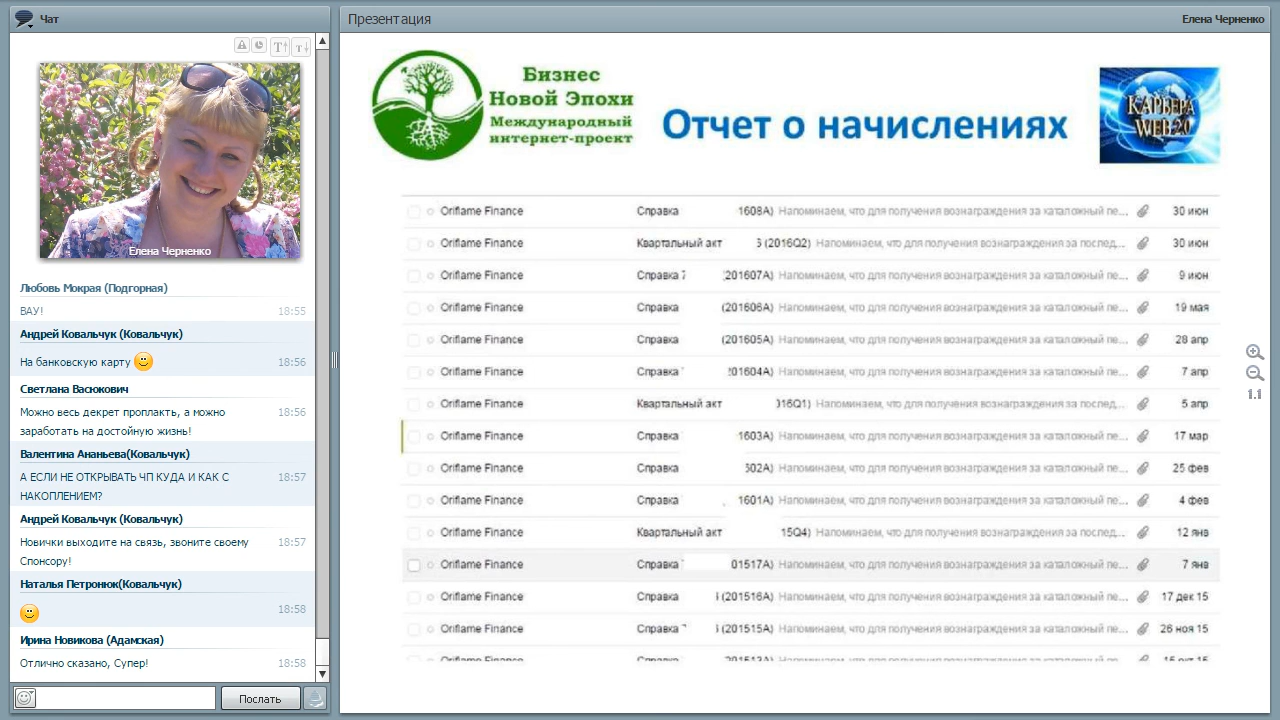 Чат
Елена Черненко
Любовь Мокрая (Подгорная)
ВАУ! 18:55
Андрей Ковальчук (Ковальчук)
На банковскую карту 18:56
Светлана Васюкович
Можно весь декрет проплакть, а можно 18:56
заработать на достойную жизнь!
Валентина Ананьева(Ковальчук)
А ЕСЛИ НЕ ОТКРЫВАТЬ ЧП КУДА И КАК С 18:57
НАКОПЛЕНИЕМ?
Андрей Ковальчук (Ковальчук)
Новички выходите на связь, звоните своему 18:57
Спонсору!
Наталья Петронюк(Ковальчук)
18:58
Ирина Новикова (Адамская)
Отлично сказано, Супер! 18:58
Послать
Презентация Елена Черненко
Бизнес
Новой Эпохи
Международный
интернет-проект
Отчет о начислениях
КАРЬЕРА
WEB 2.0
Oriflame Finance Справка 1608A) Напоминаем, что для получения вознаграждения за каталожный пе... 30 июн
Oriflame Finance Квартальный акт 6 (2016Q2) Напоминаем, что для получения вознаграждения за послед... 30 июн
Oriflame Finance Справка 201607A) Напоминаем, что для получения вознаграждения за каталожный пе... 9 июн
Oriflame Finance Справка (201606A) Напоминаем, что для получения вознаграждения за каталожный пе... 19 мая
Oriflame Finance Справка (201605A) Напоминаем, что для получения вознаграждения за каталожный пе... 28 апр
Oriflame Finance Справка 201604A) Напоминаем, что для получения вознаграждения за каталожный пе... 7 апр
Oriflame Finance Квартальный акт 016Q1) Напоминаем, что для получения вознаграждения за послед... 5 апр
Oriflame Finance Справка 1603A) Напоминаем, что для получения вознаграждения за каталожный пе... 17 мар
Oriflame Finance Справка 602A) Напоминаем, что для получения вознаграждения за каталожный пе... 25 фев
Oriflame Finance Справка 1601A) Напоминаем, что для получения вознаграждения за каталожный пе... 4 фев
Oriflame Finance Квартальный акт 15Q4) Напоминаем, что для получения вознаграждения за послед... 12 янв
Oriflame Finance Справка 01517A) Напоминаем, что для получения вознаграждения за каталожный пе... 7 янв
Oriflame Finance Справка (201516A) Напоминаем, что для получения вознаграждения за каталожный пе... 17 дек 15
Oriflame Finance Справка (201515A) Напоминаем, что для получения вознаграждения за каталожный пе... 26 ноя 15
Oriflame Finance Справка
1.1